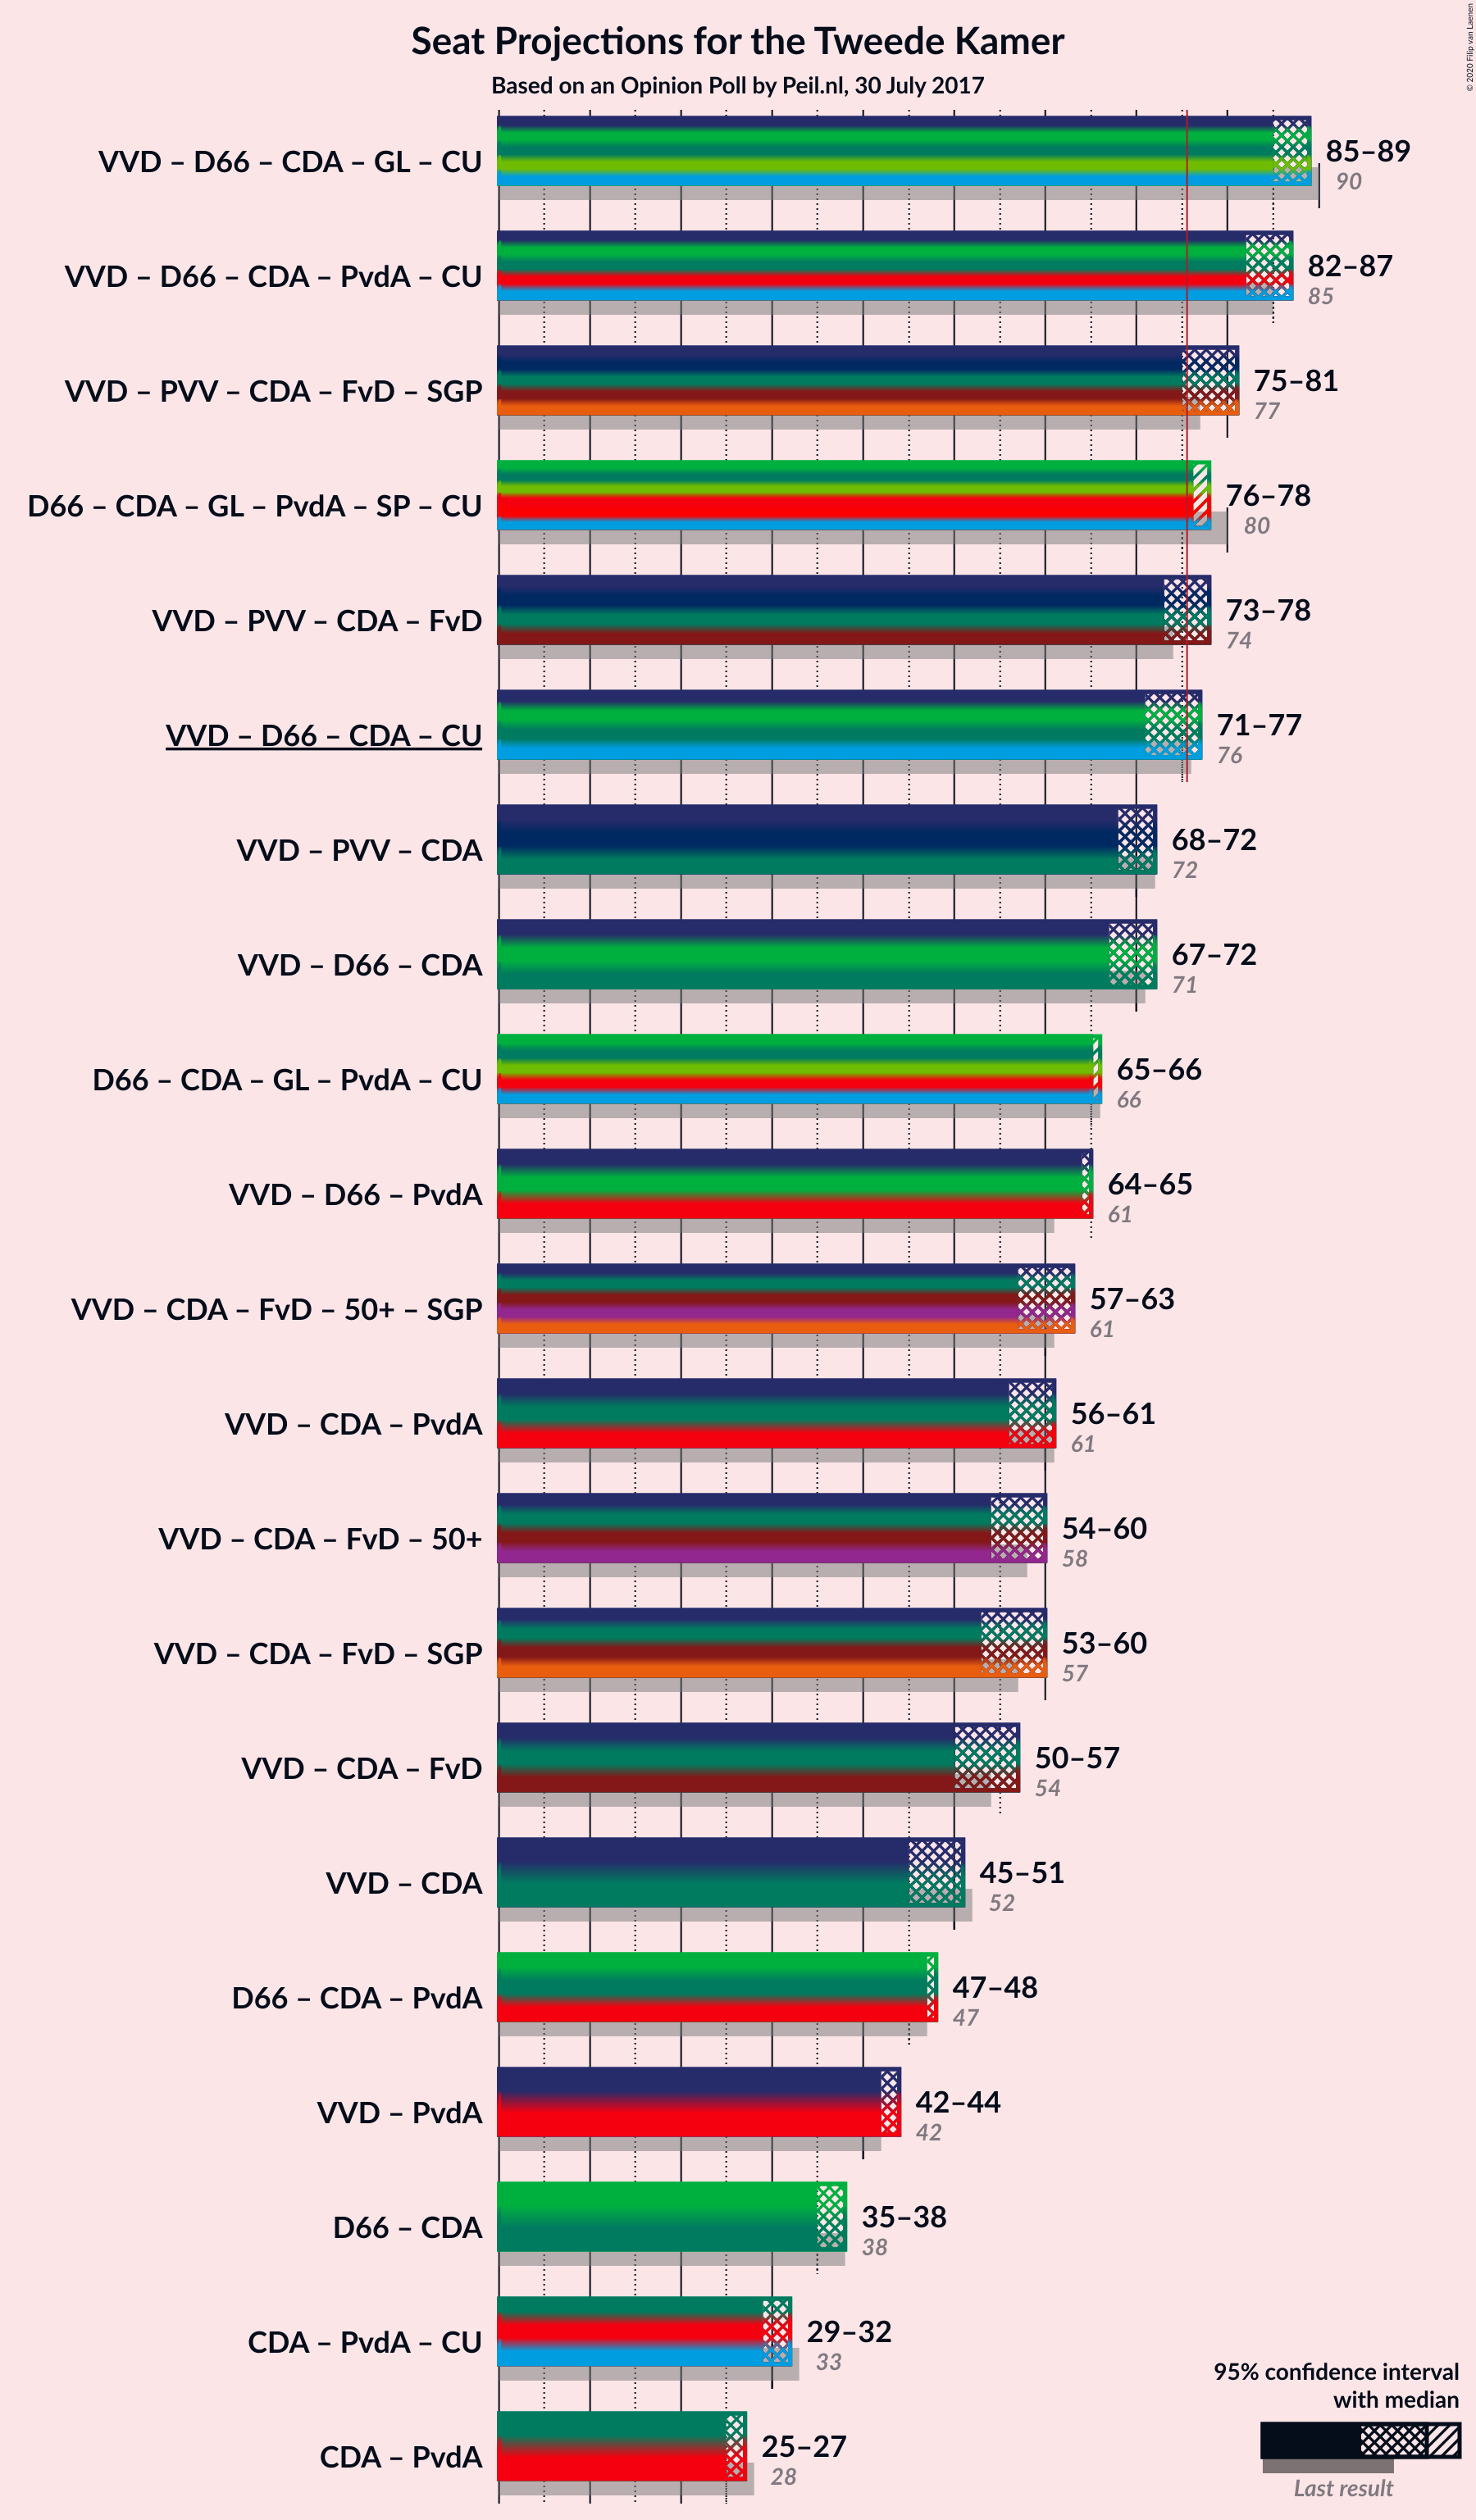 Seat Projections for the Tweede Kamer
Based on an Opinion Poll by Peil.nl, 30 July 2017
© 2020 Filip van Laenen
VVD – D66 – CDA – GL – CU
85–89
90
VVD – D66 – CDA – PvdA – CU
82–87
85
VVD – PVV – CDA – FvD – SGP
75–81
77
D66 – CDA – GL – PvdA – SP – CU
76–78
80
VVD – PVV – CDA – FvD
73–78
74
VVD – D66 – CDA – CU
71–77
76
VVD – PVV – CDA
68–72
72
VVD – D66 – CDA
67–72
71
D66 – CDA – GL – PvdA – CU
65–66
66
VVD – D66 – PvdA
64–65
61
VVD – CDA – FvD – 50+ – SGP
57–63
61
VVD – CDA – PvdA
56–61
61
VVD – CDA – FvD – 50+
54–60
58
VVD – CDA – FvD – SGP
53–60
57
VVD – CDA – FvD
50–57
54
VVD – CDA
45–51
52
D66 – CDA – PvdA
47–48
47
VVD – PvdA
42–44
42
D66 – CDA
35–38
38
CDA – PvdA – CU
29–32
33
CDA – PvdA
25–27
28
95% confidence interval
with median
Last result